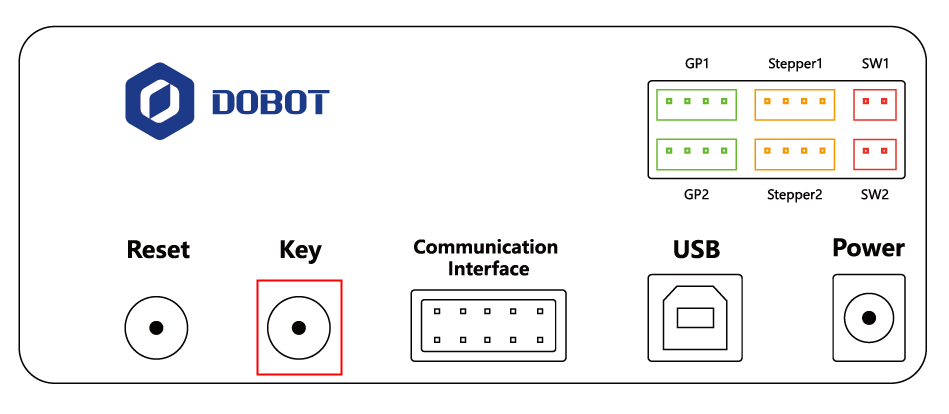 GP1 Stepper1 SW1
DOBOT
GP2 Stepper2 SW2
Reset Key Communication Interface USB Power